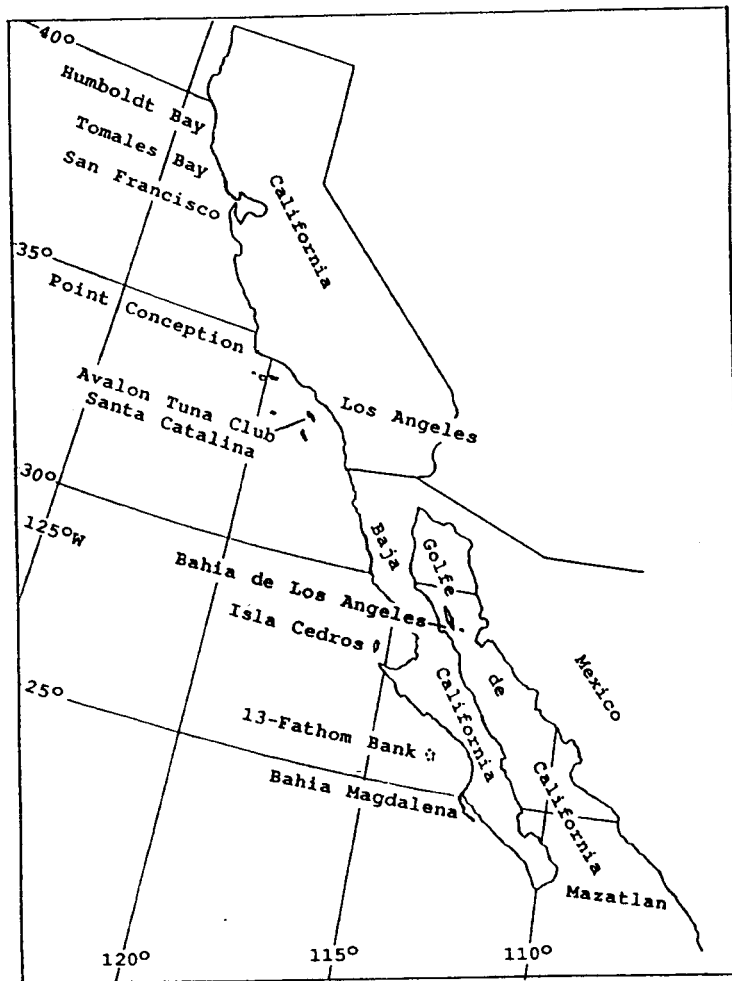 40°
Humboldt Bay
Tomales Bay
San Francisco
California
35°
Point Conception
Avalon Tuna Club
Santa Catalina
Los Angeles
30°
125°W
Baja
Golfe
Bahia de Los Angeles
Isla Cedros
de
Mexico
25°
California
13-Fathom Bank
California
Bahia Magdalena
Mazatlan
120°
115°
110°